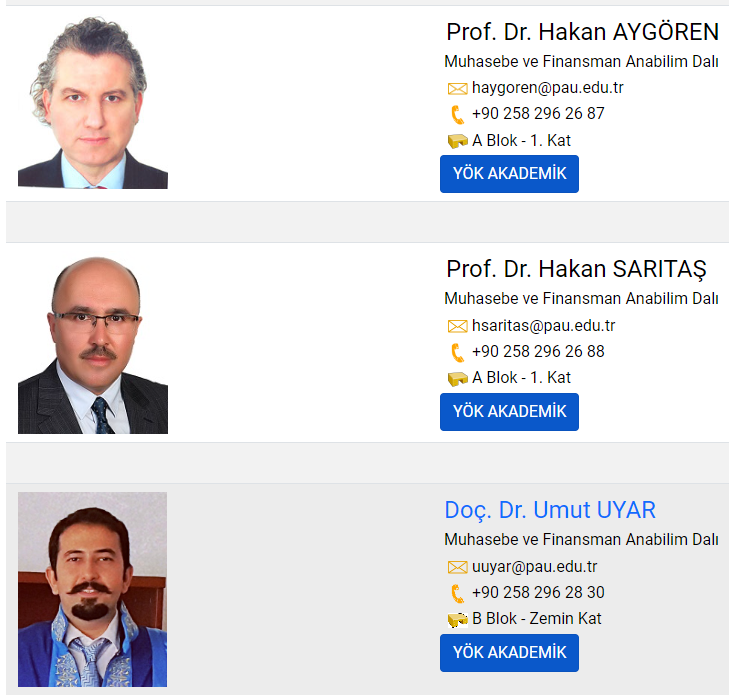 Prof. Dr. Hakan AYGÖREN
Muhasebe ve Finansman Anabilim Dalı
haygoren@pau.edu.tr
+90 258 296 26 87
A Blok - 1. Kat
YÖK AKADEMİK
Prof. Dr. Hakan SARITAŞ
Muhasebe ve Finansman Anabilim Dalı
hsaritas@pau.edu.tr
+90 258 296 26 88
A Blok - 1. Kat
YÖK AKADEMİK
Doç. Dr. Umut UYAR
Muhasebe ve Finansman Anabilim Dalı
uuyar@pau.edu.tr
+90 258 296 28 30
B Blok - Zemin Kat
YÖK AKADEMİK